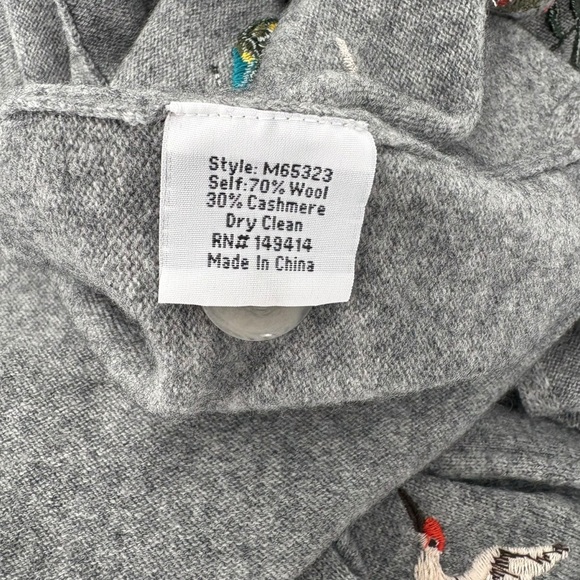 Style: M65323
Self:70% Wool
30% Cashmere
Dry Clean
RN# 149414
Made In China